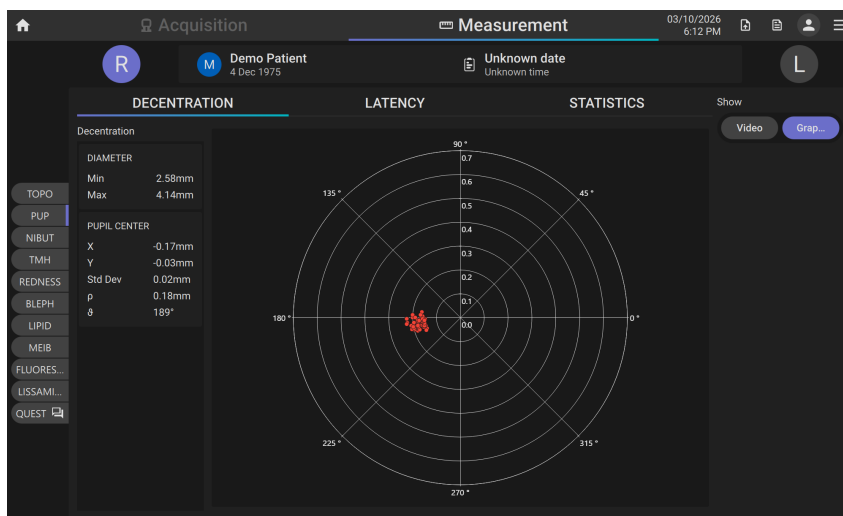 Acquisition
Measurement
03/10/2026
6:12 PM
R
M
Demo Patient
4 Dec 1975
Unknown date
Unknown time
L
DECENTRATION
LATENCY
STATISTICS
Show
Video
Grap...
Decentration
DIAMETER
Min 2.58mm
Max 4.14mm
PUPIL CENTER
X -0.17mm
Y -0.03mm
Std Dev 0.02mm
ρ 0.18mm
ϑ 189°
TOPO
PUP
NIBUT
TMH
REDNESS
BLEPH
LIPID
MEIB
FLUORES...
LISSAMI...
QUEST
90 °
0.7
0.6
135 °
45 °
0.5
0.4
0.3
0.2
0.1
180 °
0.0
0 °
225 °
315 °
270 °